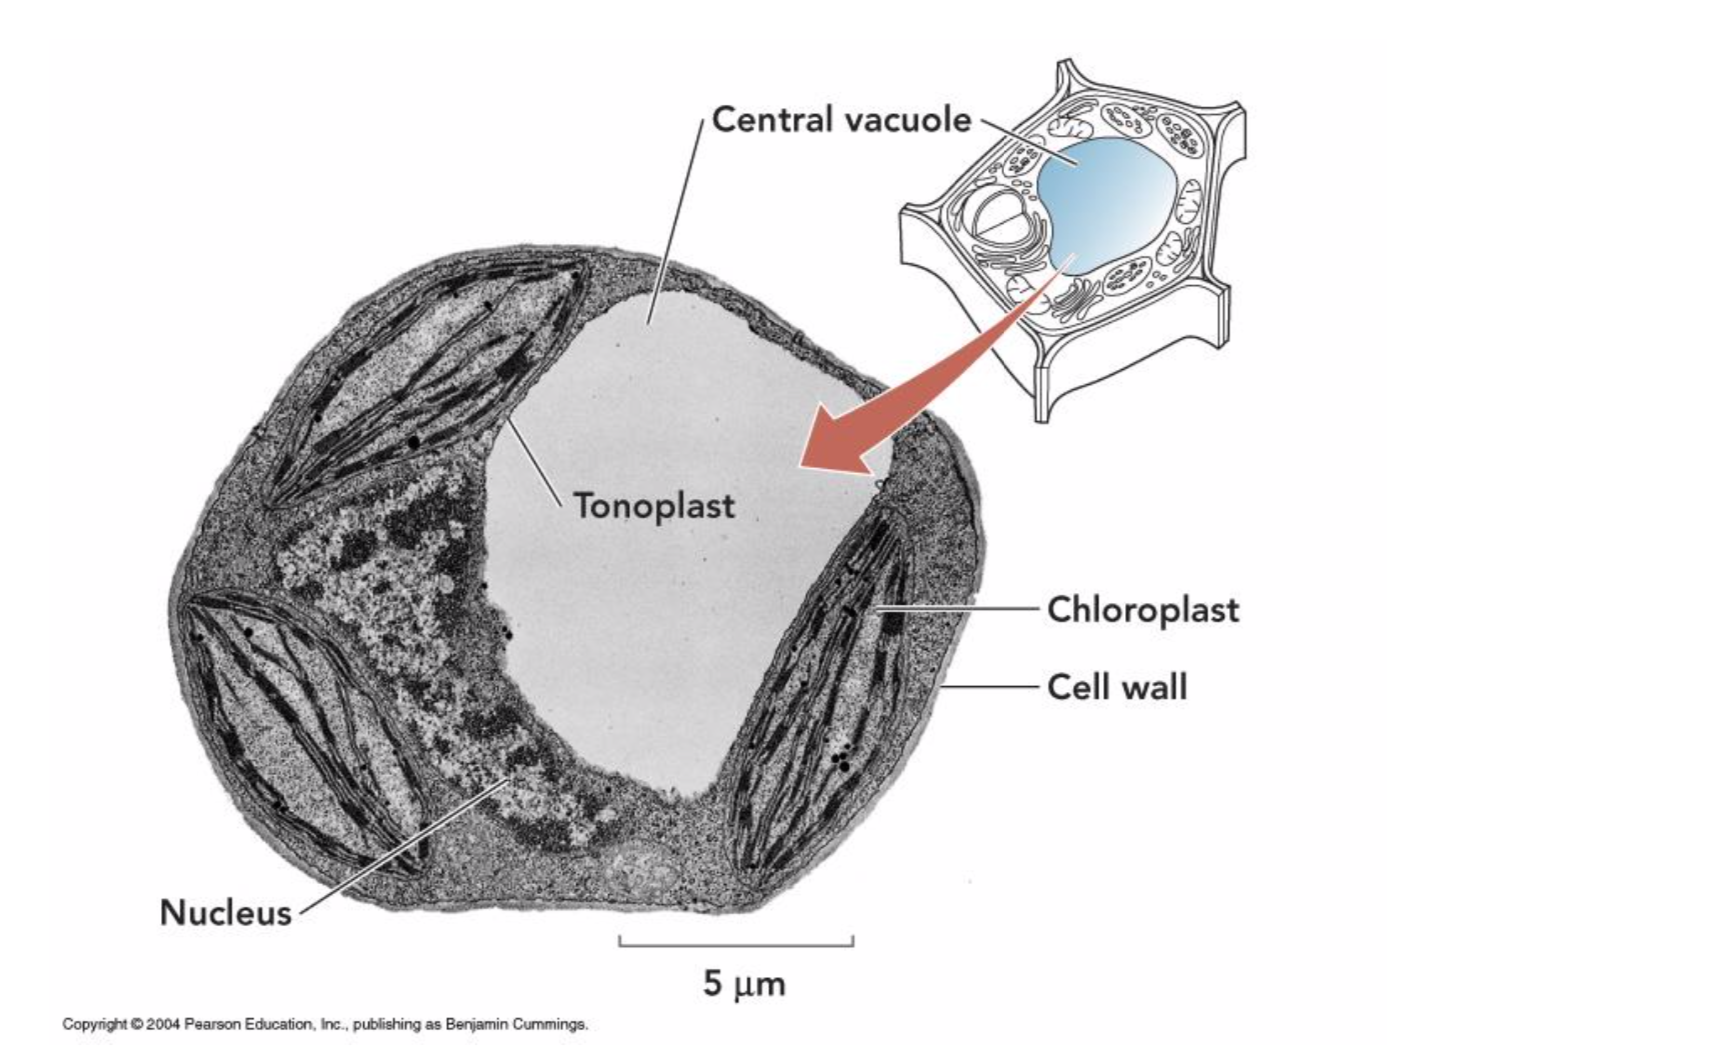 Central vacuole
Tonoplast
Chloroplast
Cell wall
Nucleus
5 μm
Copyright © 2004 Pearson Education, Inc., publishing as Benjamin Cummings.